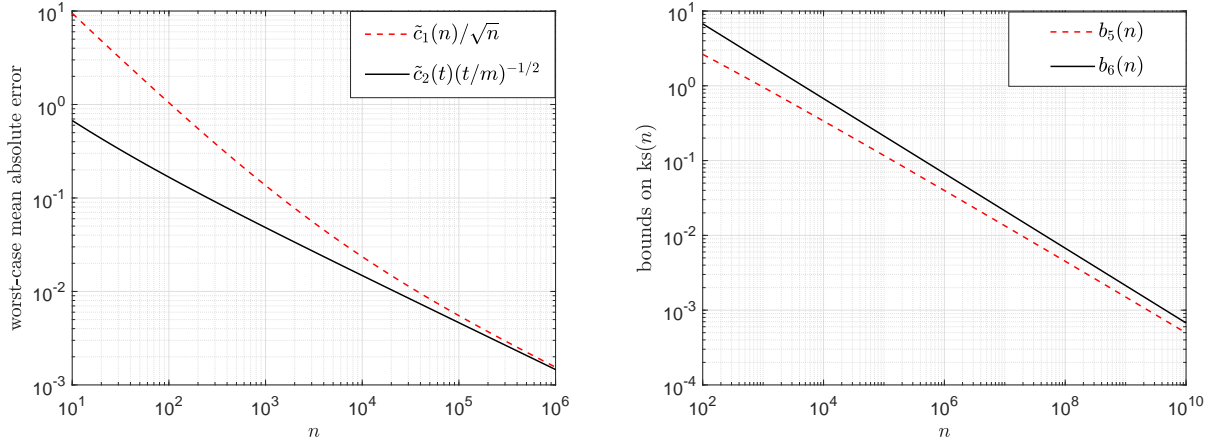 10^1
10^0
10^-1
10^-2
10^-3
worst-case mean absolute error
c̃_1(n)/√n
c̃_2(t)(t/m)^{-1/2}
10^1
10^2
10^3
10^4
10^5
10^6
n
10^1
10^0
10^-1
10^-2
10^-3
10^-4
bounds on ks(n)
b_5(n)
b_6(n)
10^2
10^4
10^6
10^8
10^10
n